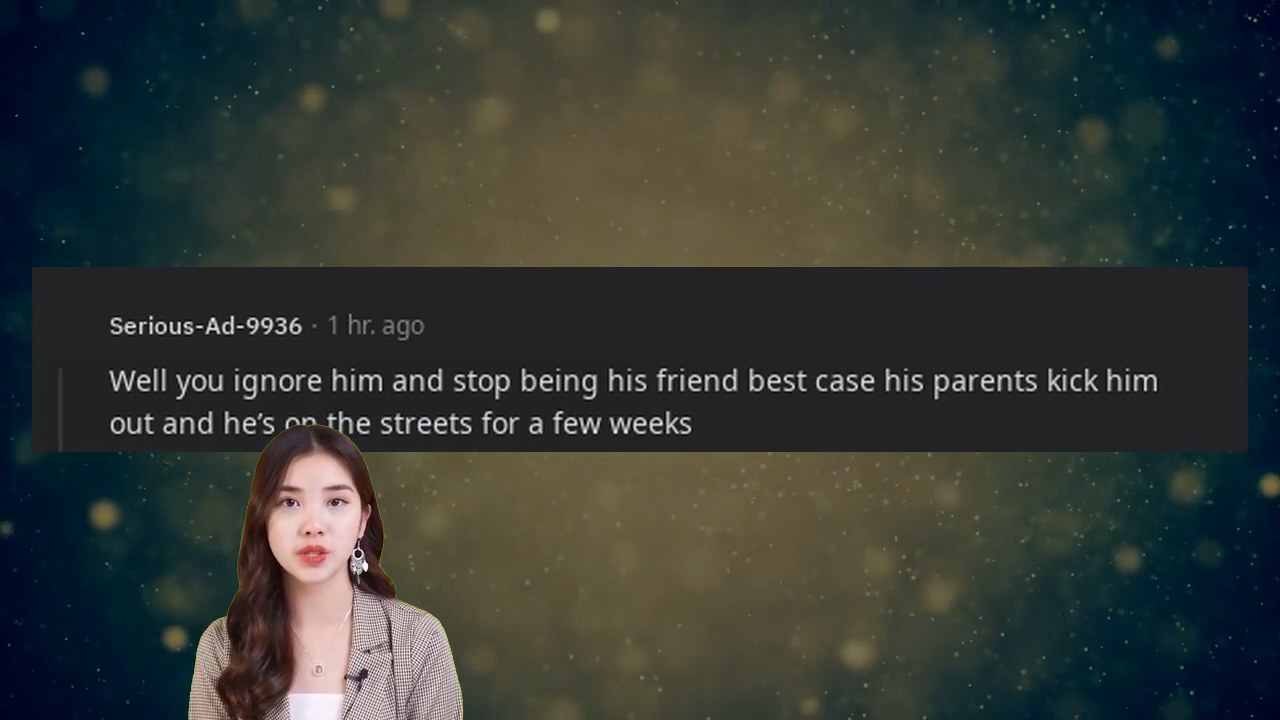 Serious-Ad-9936 · 1 hr. ago
Well you ignore him and stop being his friend best case his parents kick him
out and he’s on the streets for a few weeks